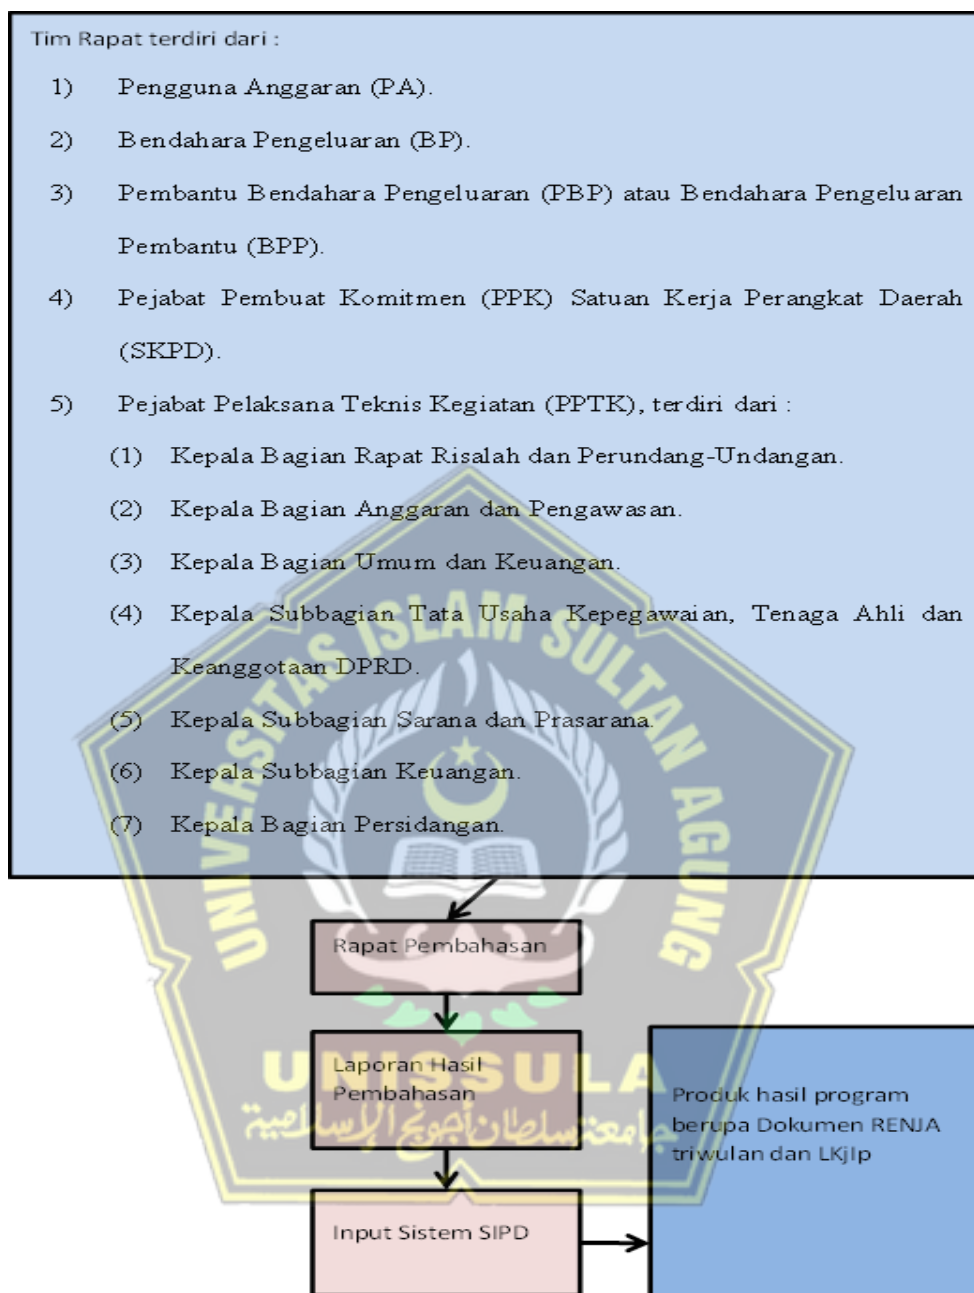 Tim Rapat terdiri dari :
1) Pengguna Anggaran (PA).
2) Bendahara Pengeluaran (BP).
3) Pembantu Bendahara Pengeluaran (PBP) atau Bendahara Pengeluaran
Pembantu (BPP).
4) Pejabat Pembuat Komitmen (PPK) Satuan Kerja Perangkat Daerah
(SKPD).
5) Pejabat Pelaksana Teknis Kegiatan (PPTK), terdiri dari :
(1) Kepala Bagian Rapat Risalah dan Perundang-Undangan.
(2) Kepala Bagian Anggaran dan Pengawasan.
(3) Kepala Bagian Umum dan Keuangan.
(4) Kepala Subbagian Tata Usaha Kepegawaian, Tenaga Ahli dan
Keanggotaan DPRD.
(5) Kepala Subbagian Sarana dan Prasarana.
(6) Kepala Subbagian Keuangan.
(7) Kepala Bagian Persidangan.
UNIVERSITAS ISLAM SULTAN AGUNG
Rapat Pembahasan
Laporan Hasil
Pembahasan
UNISSULA
جامعة سلطان أجونج الإسلامية
Input Sistem SIPD
Produk hasil program
berupa Dokumen RENJA
triwulan dan LKjIp